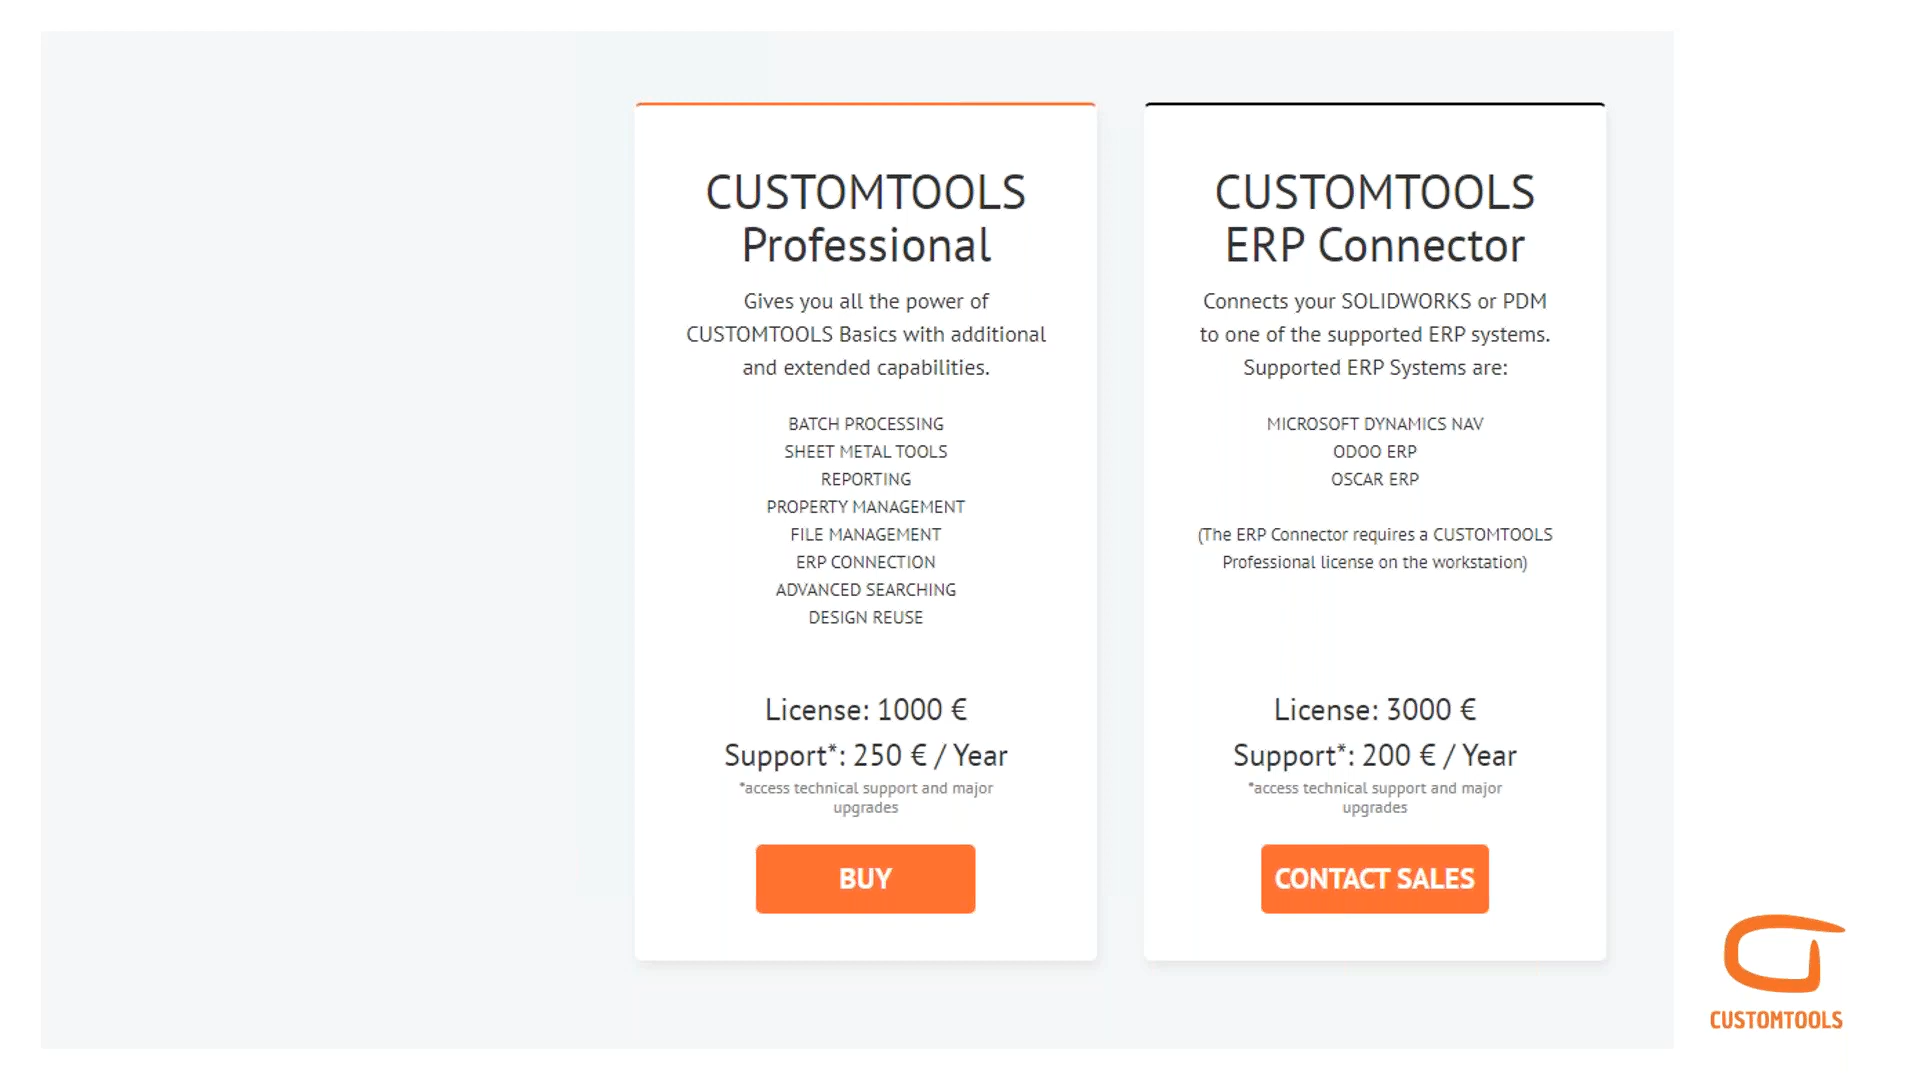 CUSTOMTOOLS
Professional
Gives you all the power of
CUSTOMTOOLS Basics with additional
and extended capabilities.
BATCH PROCESSING
SHEET METAL TOOLS
REPORTING
PROPERTY MANAGEMENT
FILE MANAGEMENT
ERP CONNECTION
ADVANCED SEARCHING
DESIGN REUSE
License: 1000 €
Support*: 250 € / Year
*access technical support and major
upgrades
BUY
CUSTOMTOOLS
ERP Connector
Connects your SOLIDWORKS or PDM
to one of the supported ERP systems.
Supported ERP Systems are:
MICROSOFT DYNAMICS NAV
ODOO ERP
OSCAR ERP
(The ERP Connector requires a CUSTOMTOOLS
Professional license on the workstation)
License: 3000 €
Support*: 200 € / Year
*access technical support and major
upgrades
CONTACT SALES
CUSTOMTOOLS